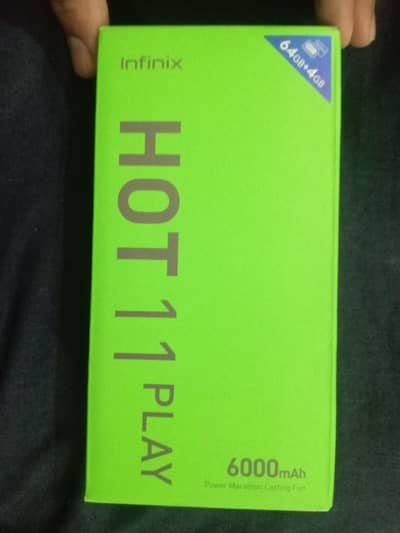 Infinix
64GB+4GB
HOT 11 PLAY
6000mAh
Power Marathon Lasting Fun